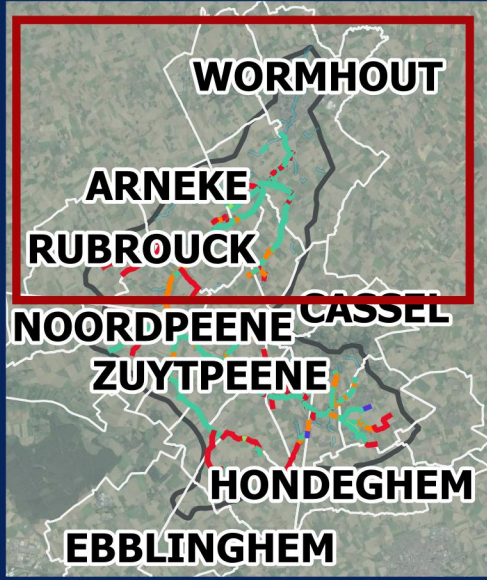 WORMHOUT
ARNEKE
RUBROUCK
CASSEL
NOORDPEENE
ZUYTPEENE
HONDEGHEM
EBBLINGHEM